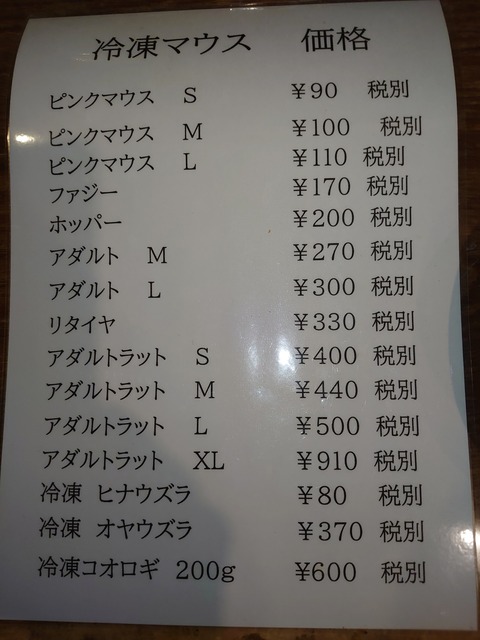 冷凍マウス 価格
ピンクマウス S ￥90 税別
ピンクマウス M ￥100 税別
ピンクマウス L ￥110 税別
ファジー ￥170 税別
ホッパー ￥200 税別
アダルト M ￥270 税別
アダルト L ￥300 税別
リタイヤ ￥330 税別
アダルトラット S ￥400 税別
アダルトラット M ￥440 税別
アダルトラット L ￥500 税別
アダルトラット XL ￥910 税別
冷凍 ヒナウズラ ￥80 税別
冷凍 オヤウズラ ￥370 税別
冷凍コオロギ 200g ￥600 税別